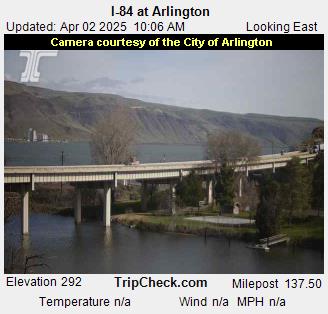 I-84 at Arlington
Updated: Apr 02 2025 10:06 AM Looking East
Camera courtesy of the City of Arlington
Elevation 292 TripCheck.com Milepost 137.50
Temperature n/a Wind n/a MPH n/a